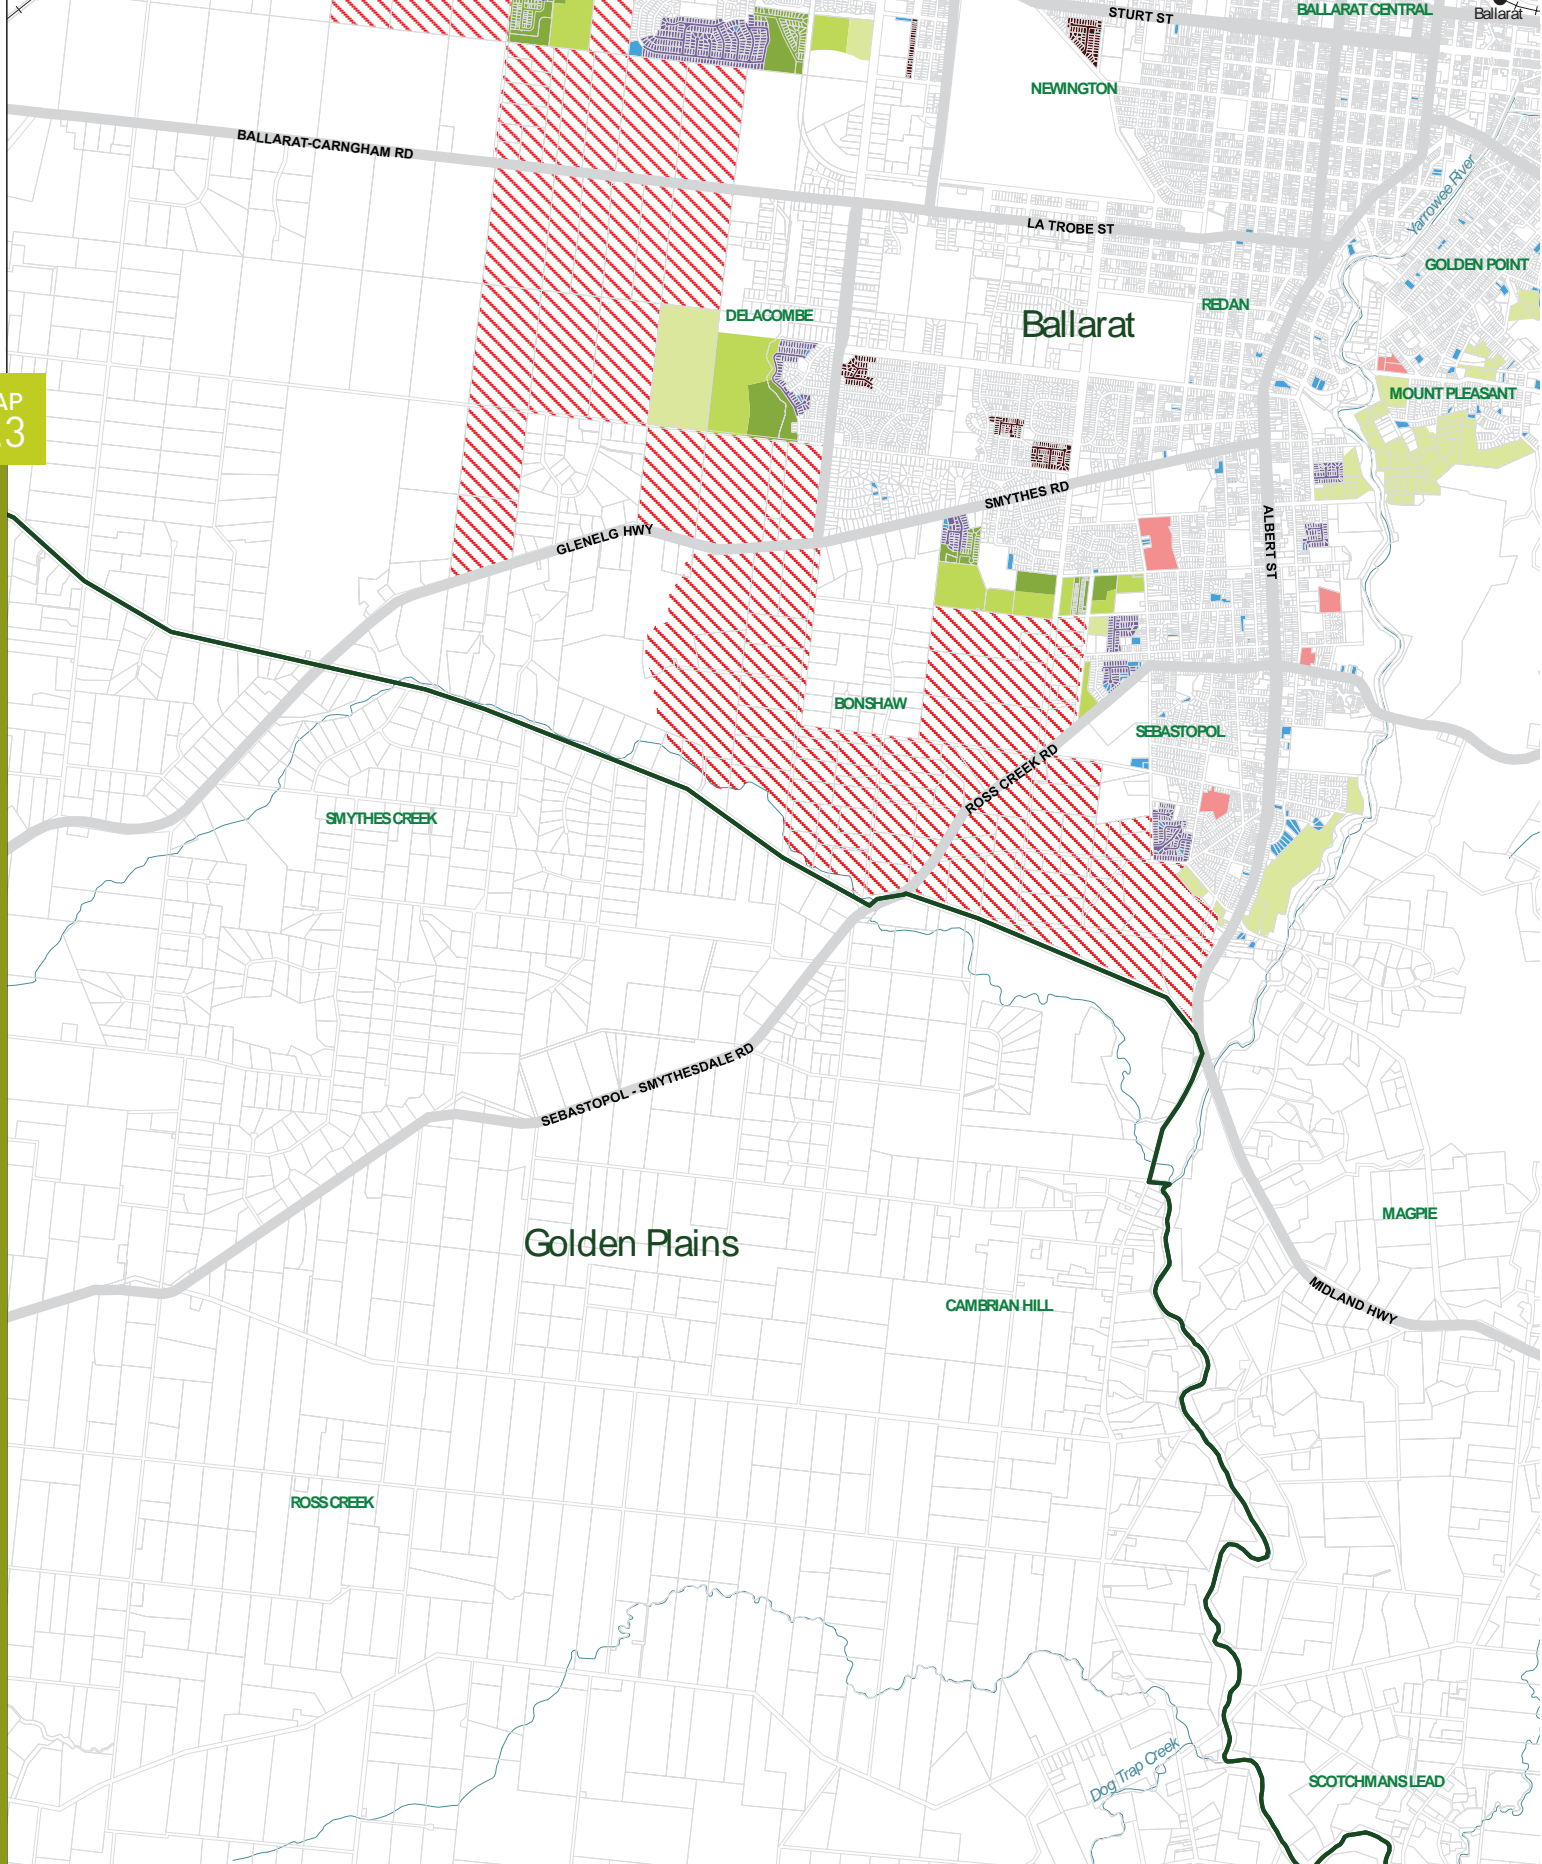 STURT ST
BALLARAT CENTRAL
Ballarat
NEWINGTON
BALLARAT-CARNGHAM RD
Yarrowee River
LA TROBE ST
GOLDEN POINT
REDAN
DELACOMBE
Ballarat
MOUNT PLEASANT
AP
.3
SMYTHES RD
ALBERT ST
GLENELG HWY
BONSHAW
SEBASTOPOL
ROSS CREEK RD
SMYTHES CREEK
SEBASTOPOL - SMYTHESDALE RD
MAGPIE
Golden Plains
CAMBRIAN HILL
MIDLAND HWY
ROSS CREEK
Dog Trap Creek
SCOTCHMANS LEAD